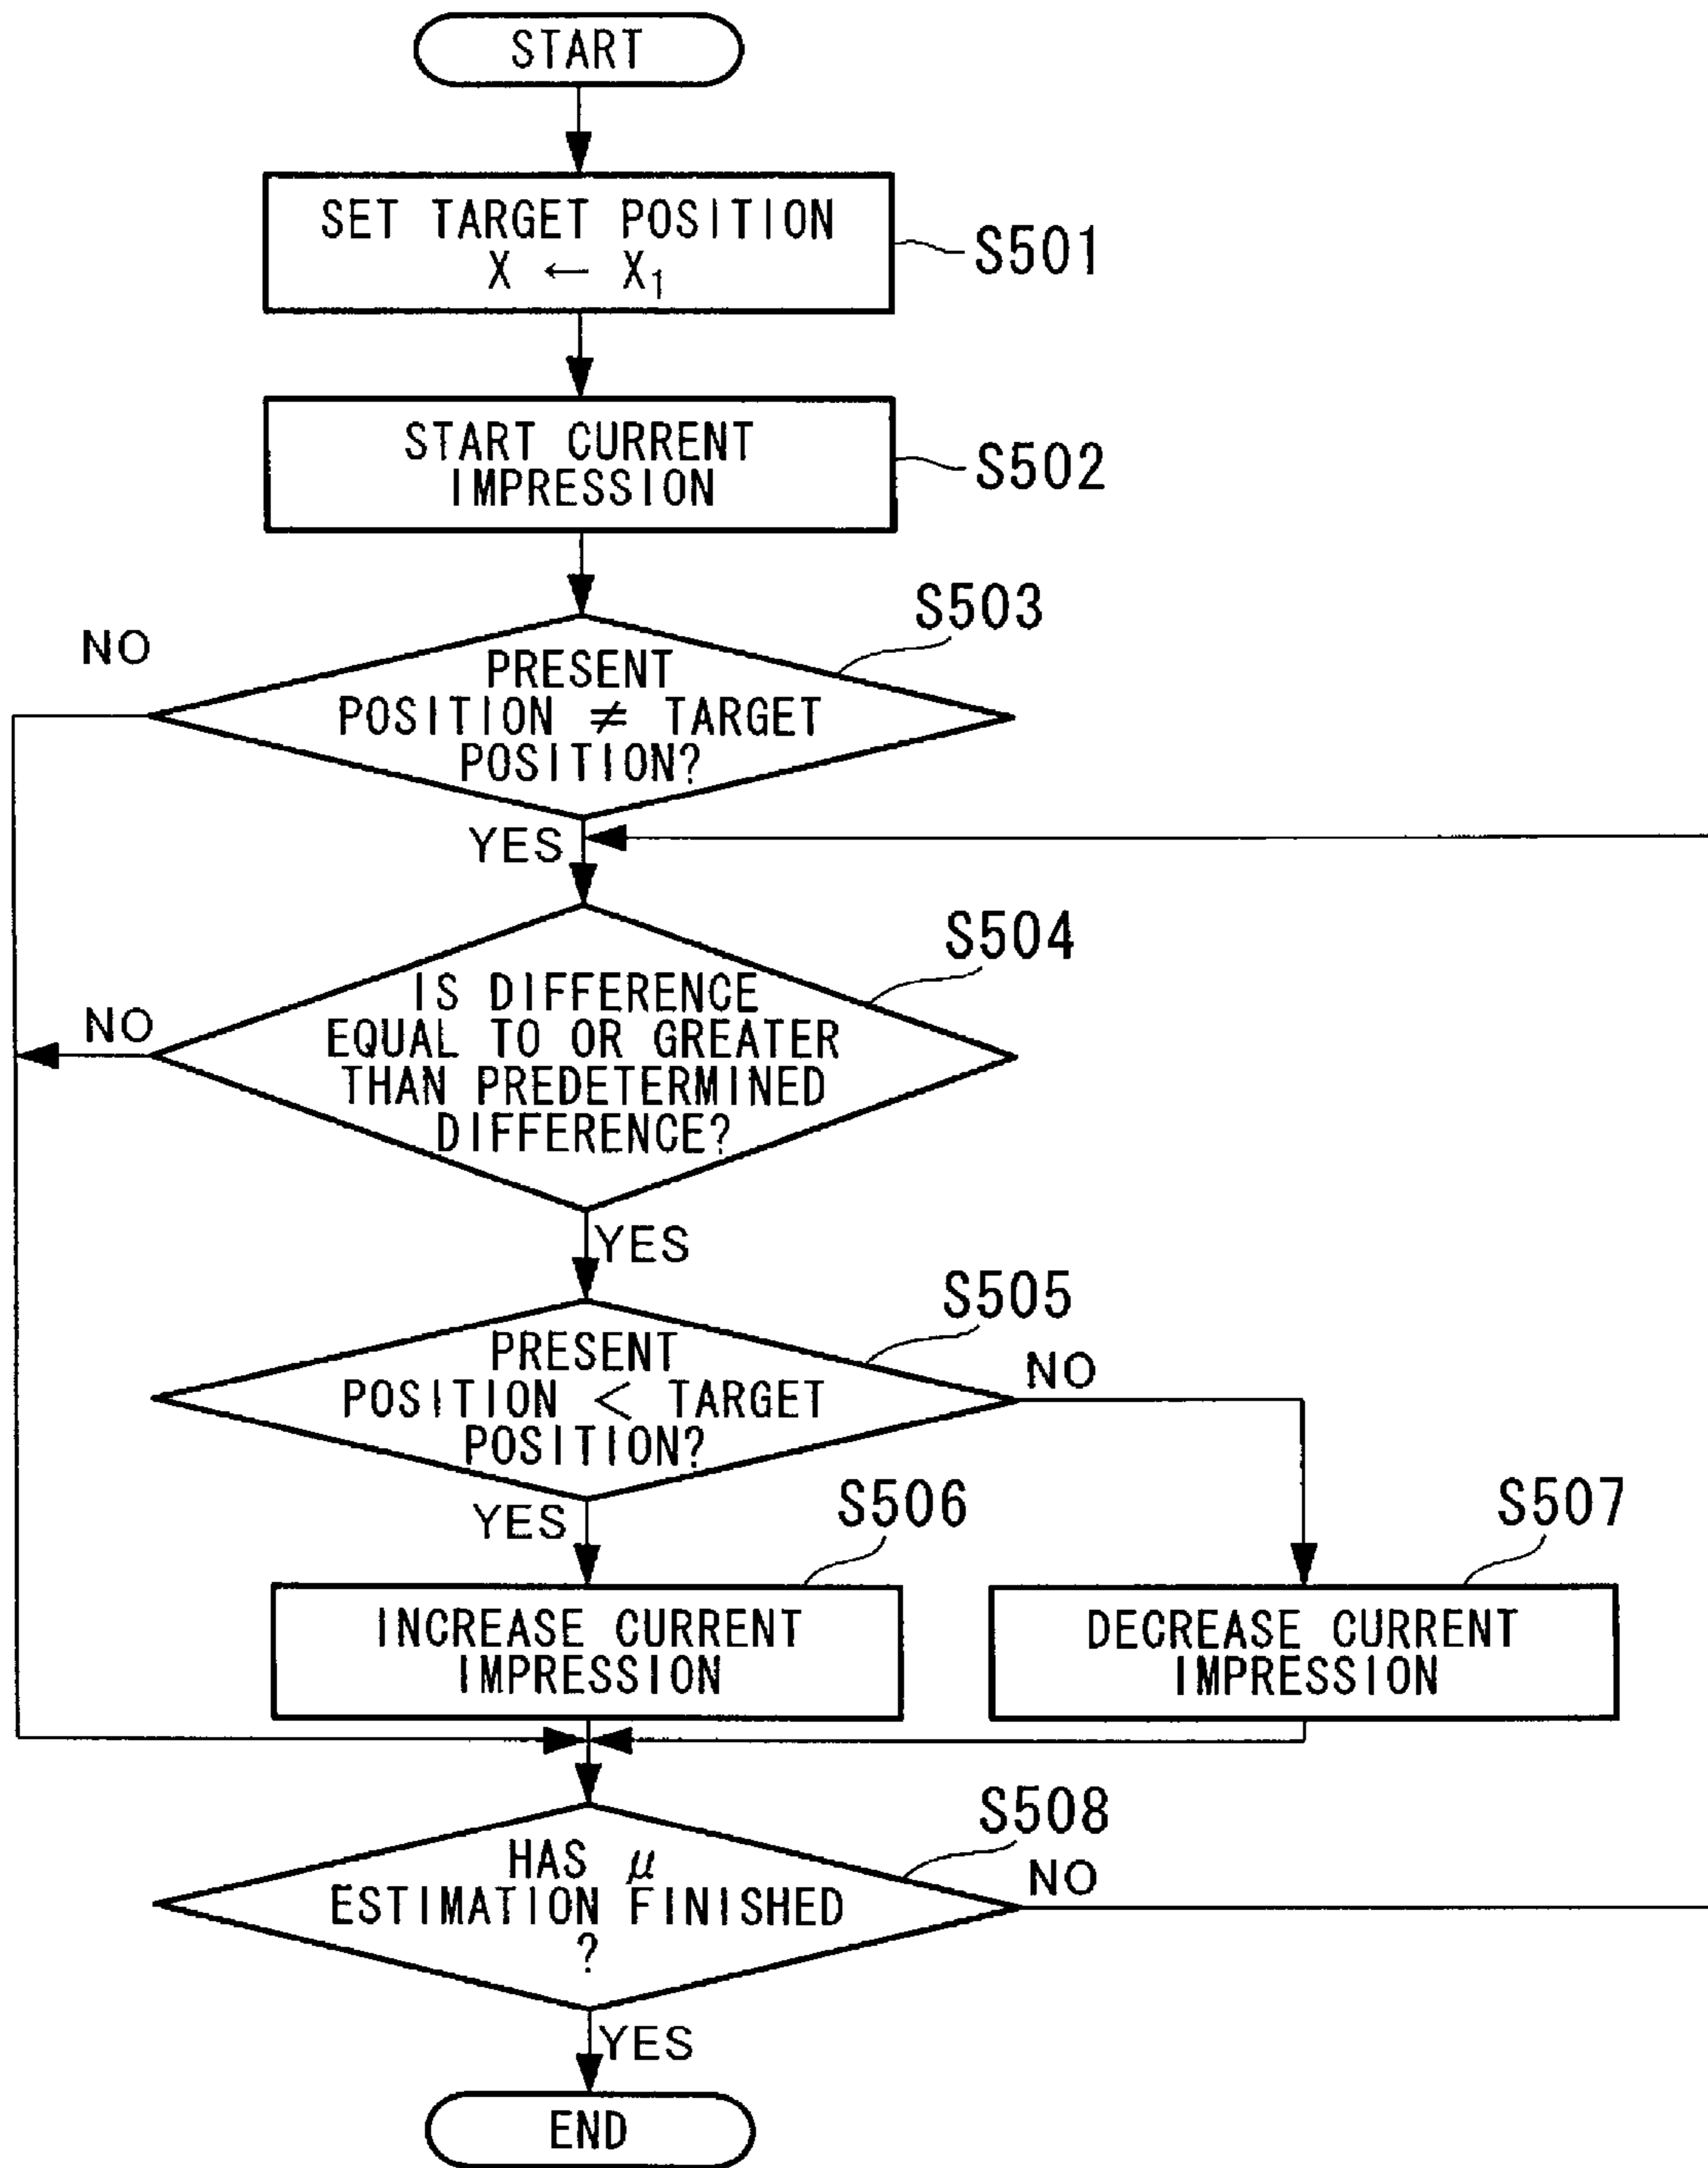 START
SET TARGET POSITION
X ← X₁
S501
START CURRENT
IMPRESSION
S502
S503
NO
PRESENT
POSITION ≠ TARGET
POSITION?
YES
S504
NO
IS DIFFERENCE
EQUAL TO OR GREATER
THAN PREDETERMINED
DIFFERENCE?
YES
S505
PRESENT
POSITION < TARGET
POSITION?
NO
YES
S506
S507
INCREASE CURRENT
IMPRESSION
DECREASE CURRENT
IMPRESSION
S508
HAS μ
ESTIMATION FINISHED
?
NO
YES
END